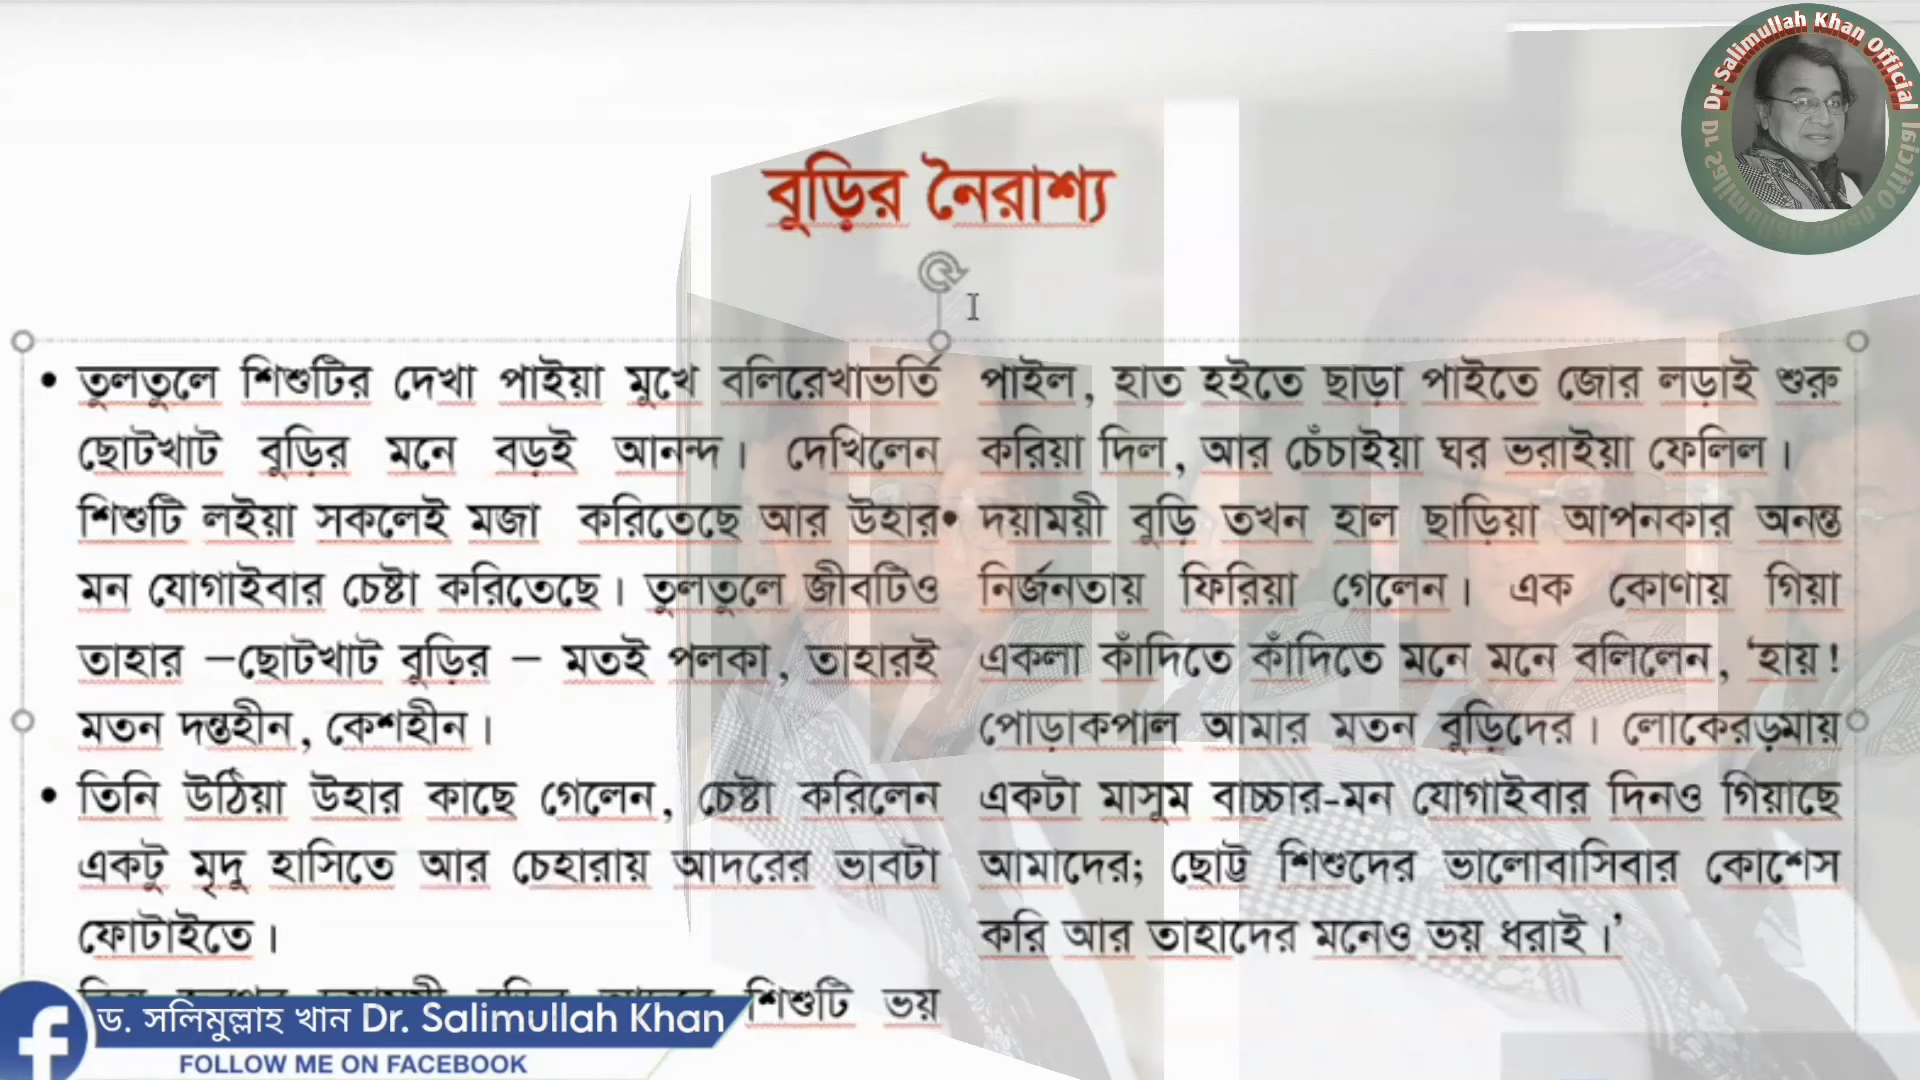 বুড়ির নৈরাশ্য
• তুলতুলে শিশুটির দেখা পাইয়া মুখে বলিরেখাভর্তি
ছোটখাট বুড়ির মনে বড়ই আনন্দ। দেখিলেন
শিশুটি লইয়া সকলেই মজা করিতেছে আর উহার
মন যোগাইবার চেষ্টা করিতেছে। তুলতুলে জীবটিও
তাহার –ছোটখাট বুড়ির – মতই পলকা, তাহারই
মতন দন্তহীন, কেশহীন।
• তিনি উঠিয়া উহার কাছে গেলেন, চেষ্টা করিলেন
একটু মৃদু হাসিতে আর চেহারায় আদরের ভাবটা
ফোটাইতে।
শিশুটি ভয়
পাইল, হাত হইতে ছাড়া পাইতে জোর লড়াই শুরু
করিয়া দিল, আর চেঁচাইয়া ঘর ভরাইয়া ফেলিল।
• দয়াময়ী বুড়ি তখন হাল ছাড়িয়া আপনকার অনন্ত
নির্জনতায় ফিরিয়া গেলেন। এক কোণায় গিয়া
একলা কাঁদিতে কাঁদিতে মনে মনে বলিলেন, ‘হায়!
পোড়াকপাল আমার মতন বুড়িদের। লোকেরড়মায়
একটা মাসুম বাচ্চার-মন যোগাইবার দিনও গিয়াছে
আমাদের; ছোট্ট শিশুদের ভালোবাসিবার কোশেস
করি আর তাহাদের মনেও ভয় ধরাই।’
Dr Salimullah Khan Official
ড. সলিমুল্লাহ খান Dr. Salimullah Khan
FOLLOW ME ON FACEBOOK